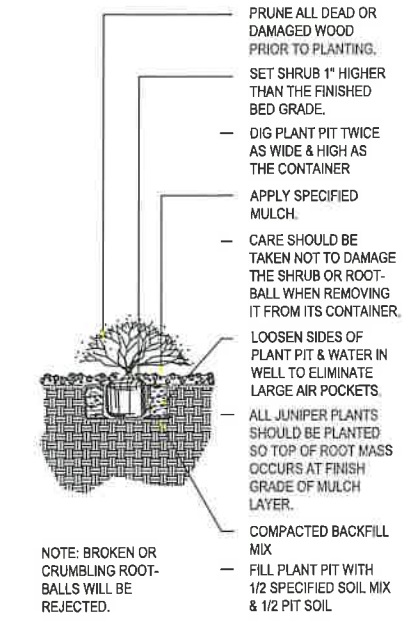 PRUNE ALL DEAD OR
DAMAGED WOOD
PRIOR TO PLANTING.
SET SHRUB 1" HIGHER
THAN THE FINISHED
BED GRADE.
— DIG PLANT PIT TWICE
AS WIDE & HIGH AS
THE CONTAINER
APPLY SPECIFIED
MULCH.
— CARE SHOULD BE
TAKEN NOT TO DAMAGE
THE SHRUB OR ROOT-
BALL WHEN REMOVING
IT FROM ITS CONTAINER.
LOOSEN SIDES OF
PLANT PIT & WATER IN
WELL TO ELIMINATE
LARGE AIR POCKETS.
— ALL JUNIPER PLANTS
SHOULD BE PLANTED
SO TOP OF ROOT MASS
OCCURS AT FINISH
GRADE OF MULCH
LAYER.
COMPACTED BACKFILL
MIX
— FILL PLANT PIT WITH
1/2 SPECIFIED SOIL MIX
& 1/2 PIT SOIL
NOTE: BROKEN OR
CRUMBLING ROOT-
BALLS WILL BE
REJECTED.